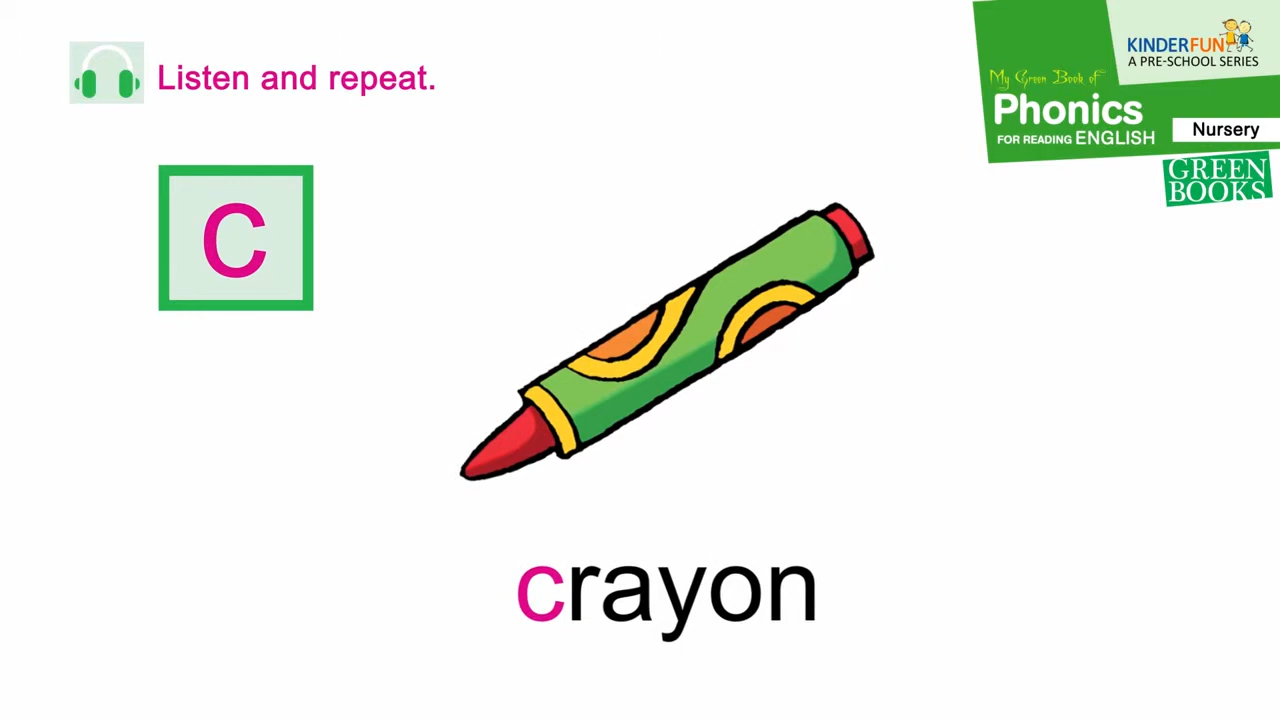 Listen and repeat.
KINDERFUN
A PRE-SCHOOL SERIES
My Green Book of
Phonics
FOR READING ENGLISH
Nursery
GREEN
BOOKS
C
crayon